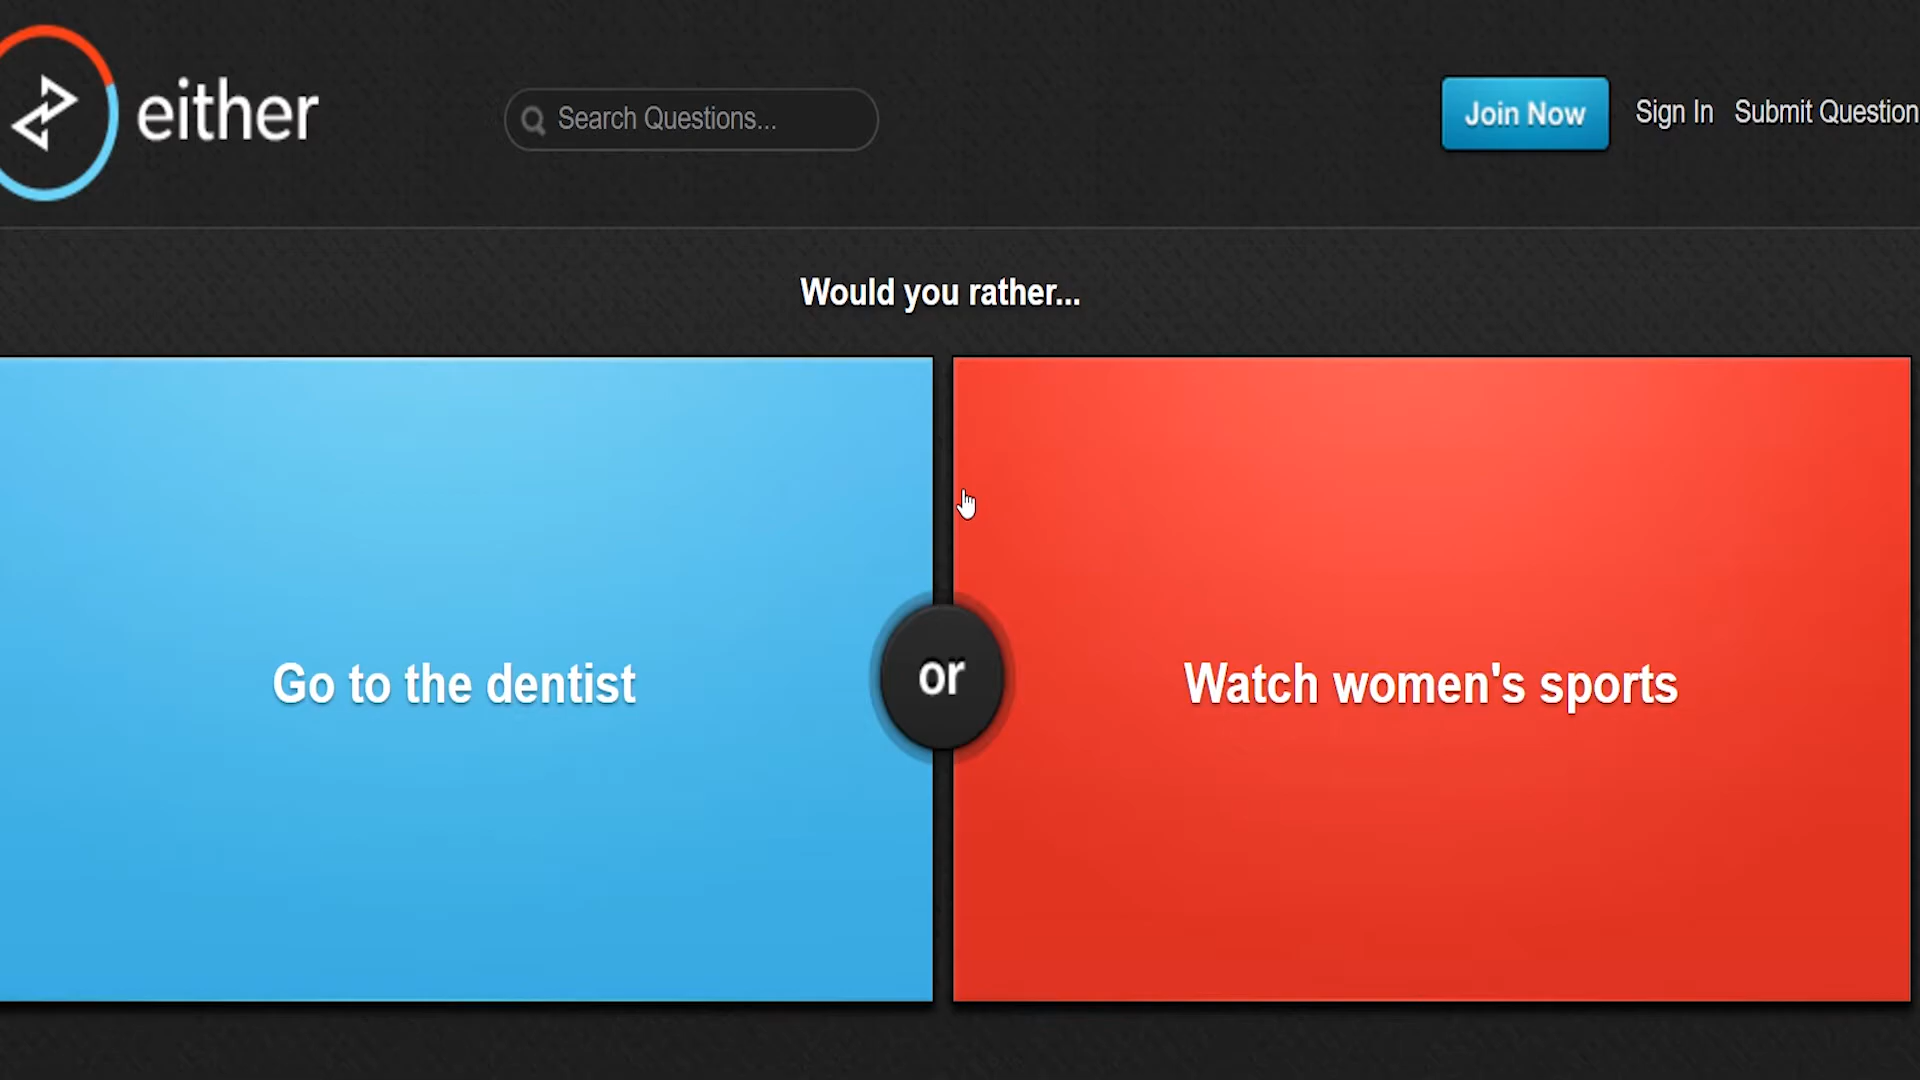 either
Search Questions...
Join Now
Sign In
Submit Question
Would you rather...
Go to the dentist
or
Watch women's sports